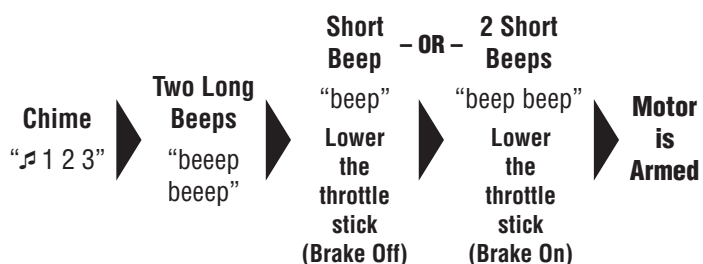 Chime
“♫ 1 2 3”
Two Long
Beeps
“beeep
beeep”
Short
Beep
“beep”
Lower
the
throttle
stick
(Brake Off)
– OR –
2 Short
Beeps
“beep beep”
Lower
the
throttle
stick
(Brake On)
Motor
is
Armed